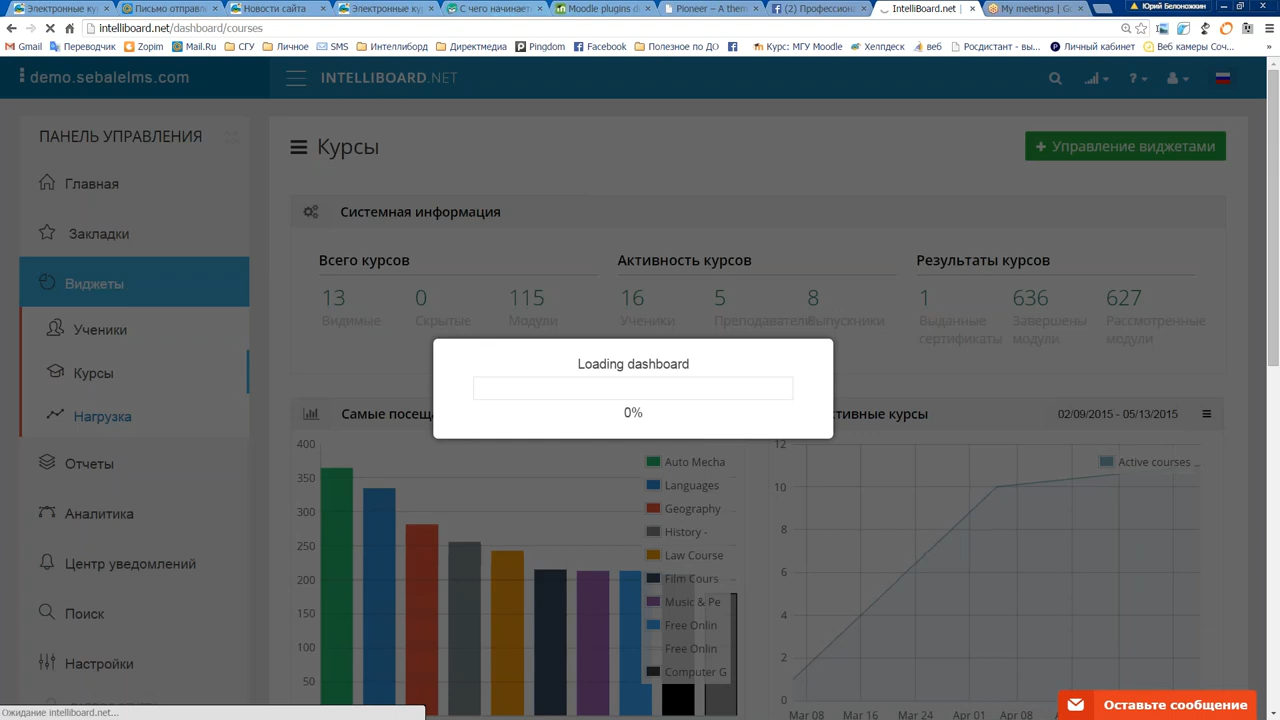 Электронные кур
Письмо отправл
Новости сайта
Электронные кур
С чего начинает
Moodle plugins d
Pioneer – A them
(2) Профессиона
IntelliBoard.net
My meetings | Go
Юрий Белоножкин
intelliboard.net/dashboard/courses
Gmail Переводчик Zopim Mail.Ru СГУ Личное SMS Интеллиборд Директмедиа Pingdom Facebook Полезное по ДО Курс: МГУ Moodle Хелпдеск веб Росдистант - вы... Личный кабинет Веб камеры Соч...
demo.sebalelms.com
INTELLIBOARD.NET
ПАНЕЛЬ УПРАВЛЕНИЯ
Главная
Закладки
Виджеты
Ученики
Курсы
Нагрузка
Отчеты
Аналитика
Центр уведомлений
Поиск
Настройки
Курсы
+ Управление виджетами
Системная информация
Всего курсов
13 0 115
Видимые Скрытые Модули
Активность курсов
16 5 8
Ученики Преподаватели Выпускники
Результаты курсов
1 636 627
Выданные сертификаты
Завершены модули
Рассмотренные модули
Loading dashboard
0%
Самые посещ
400
350
300
250
200
150
100
50
Auto Mecha
Languages
Geography
History -
Law Course
Film Cours
Music & Pe
Free Onlin
Free Onlin
Computer G
тивные курсы
02/09/2015 - 05/13/2015
Active courses ...
12
10
8
6
4
2
0
Mar 08 Mar 16 Mar 24 Apr 01 Apr 08
Ожидание intelliboard.net...
Оставьте сообщение